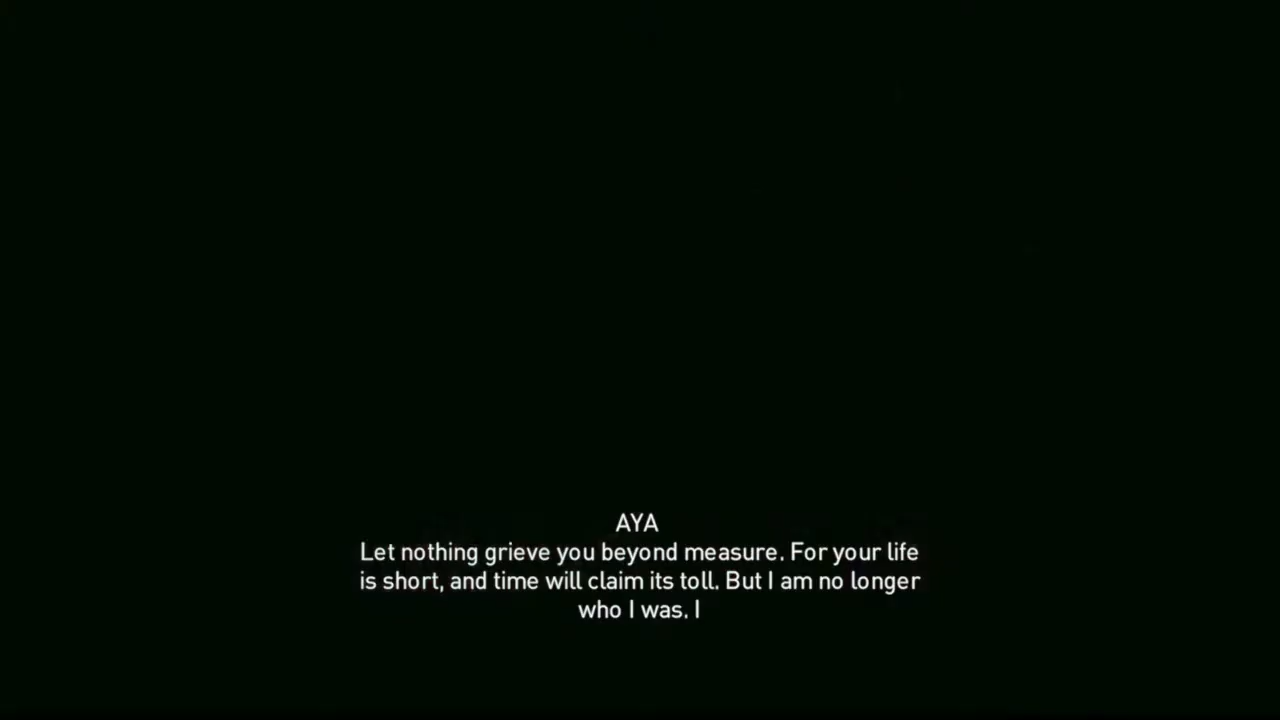 AYA
Let nothing grieve you beyond measure. For your life
is short, and time will claim its toll. But I am no longer
who I was. I